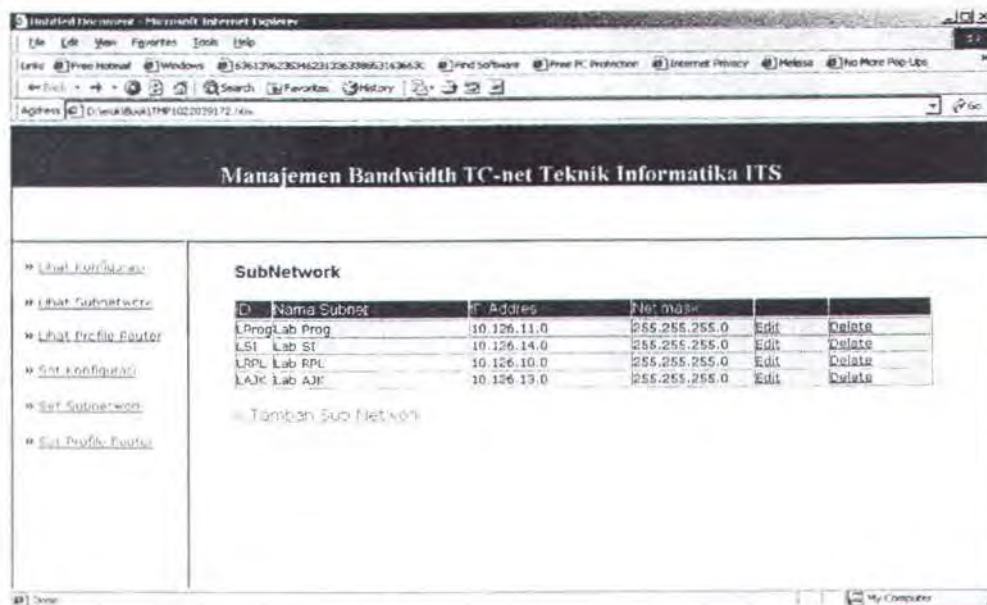 Untitled Document - Microsoft Internet Explorer
File Edit View Favorites Tools Help
Links Free Hotmail Windows Find Software Free PC Protection Internet Privacy Melissa No More Pop-Ups
Back Search Favorites History
Address Go
Manajemen Bandwidth TC-net Teknik Informatika ITS
» Lihat Konfigurasi
» Lihat Subnetwork
» Lihat Profile Router
» Set Konfigurasi
» Set Subnetwork
» Set Profile Router
SubNetwork
ID Nama Subnet IP Addres Net mask
LProg Lab Prog 10.126.11.0 255.255.255.0 Edit Delete
LSI Lab SI 10.126.14.0 255.255.255.0 Edit Delete
LRPL Lab RPL 10.126.10.0 255.255.255.0 Edit Delete
LAJK Lab AJK 10.126.13.0 255.255.255.0 Edit Delete
» Tambah Sub Network
Done My Computer